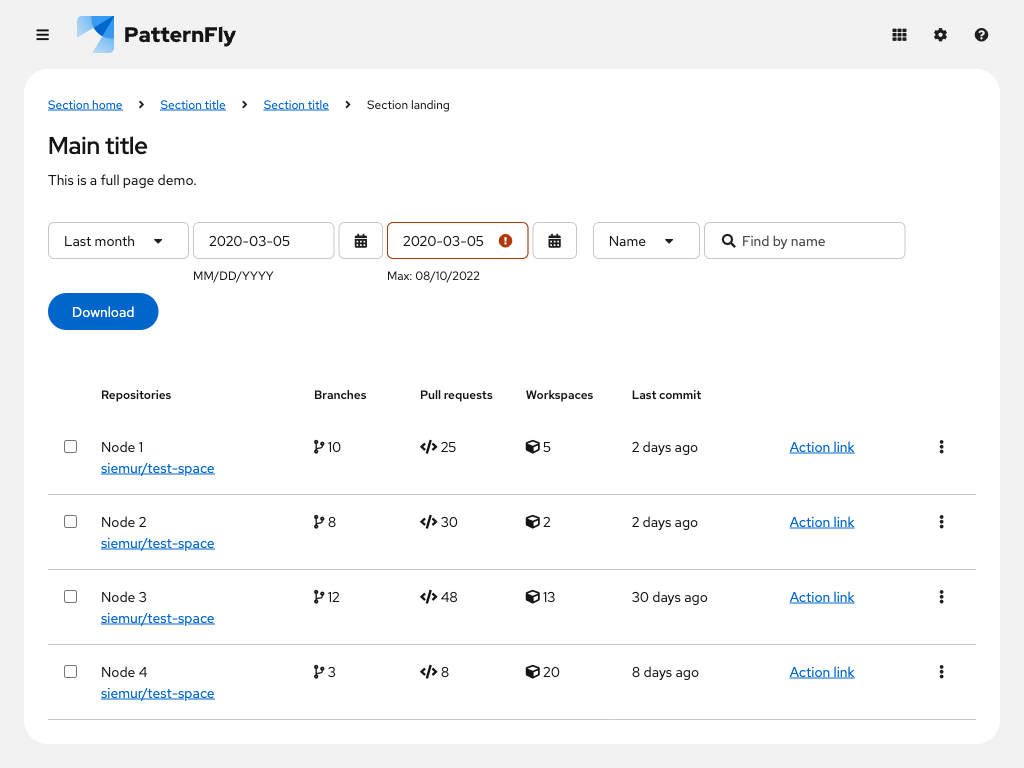 PatternFly
Section home Section title Section title Section landing
Main title
This is a full page demo.
Last month 2020-03-05 2020-03-05 Name Find by name
MM/DD/YYYY Max: 08/10/2022
Download
Repositories Branches Pull requests Workspaces Last commit
Node 1 10 25 5 2 days ago Action link
siemur/test-space
Node 2 8 30 2 2 days ago Action link
siemur/test-space
Node 3 12 48 13 30 days ago Action link
siemur/test-space
Node 4 3 8 20 8 days ago Action link
siemur/test-space